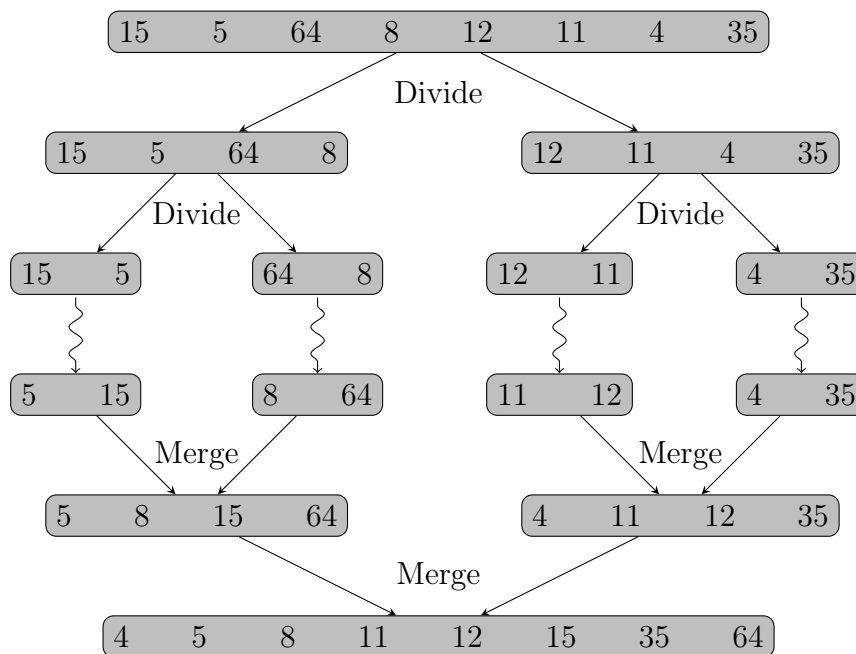 15 5 64 8 12 11 4 35
Divide
15 5 64 8 12 11 4 35
Divide Divide
15 5 64 8 12 11 4 35
5 15 8 64 11 12 4 35
Merge Merge
5 8 15 64 4 11 12 35
Merge
4 5 8 11 12 15 35 64